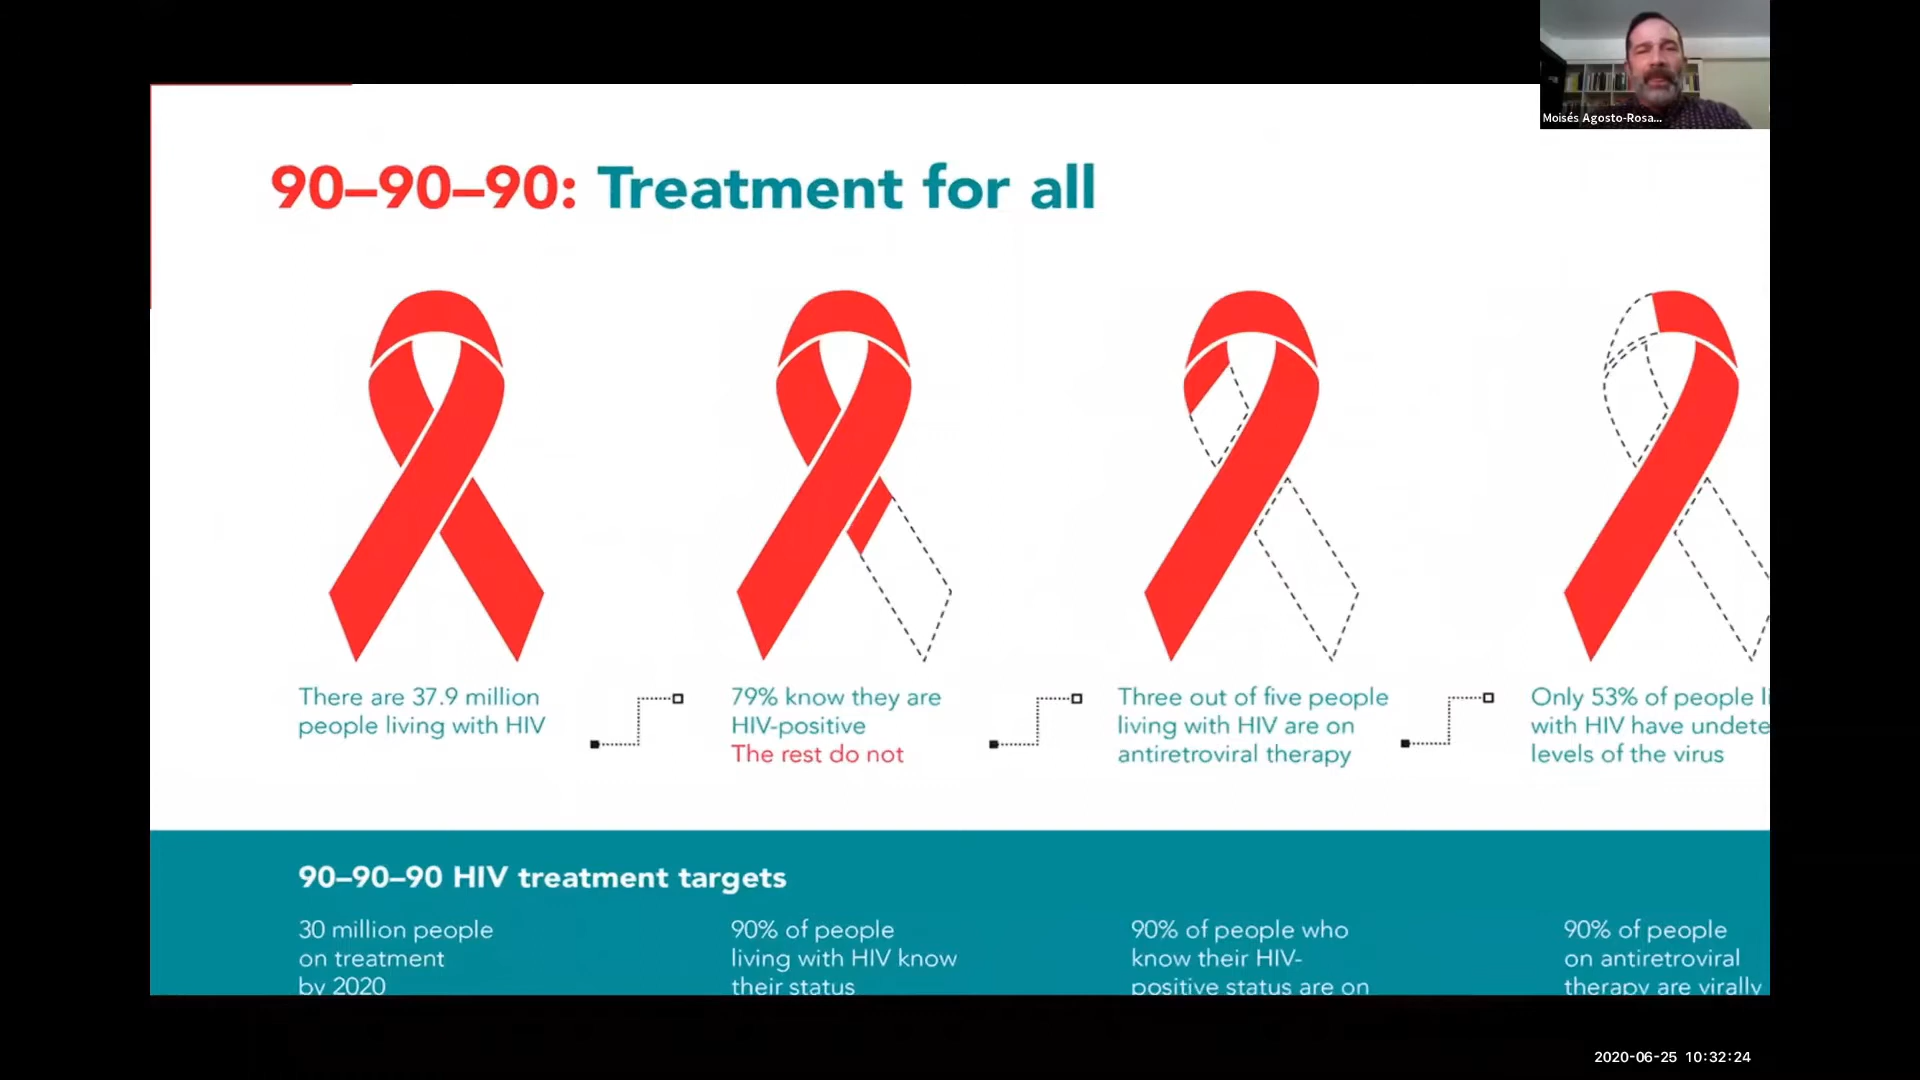 Moisés Agosto-Rosa...
90–90–90: Treatment for all
There are 37.9 million
people living with HIV
79% know they are
HIV-positive
The rest do not
Three out of five people
living with HIV are on
antiretroviral therapy
Only 53% of people li
with HIV have undete
levels of the virus
90–90–90 HIV treatment targets
30 million people
on treatment
by 2020
90% of people
living with HIV know
their status
90% of people who
know their HIV-
positive status are on
90% of people
on antiretroviral
therapy are virally
2020-06-25 10:32:24